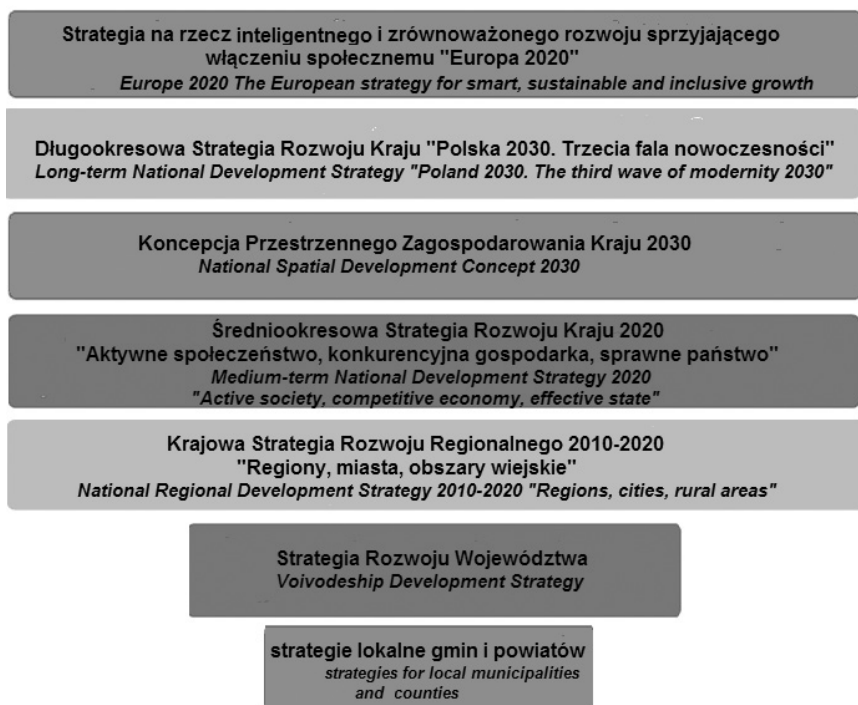 Strategia na rzecz inteligentnego i zrównoważonego rozwoju sprzyjającego
włączeniu społecznemu "Europa 2020"
Europe 2020 The European strategy for smart, sustainable and inclusive growth
Długookresowa Strategia Rozwoju Kraju "Polska 2030. Trzecia fala nowoczesności"
Long-term National Development Strategy "Poland 2030. The third wave of modernity 2030"
Koncepcja Przestrzennego Zagospodarowania Kraju 2030
National Spatial Development Concept 2030
Średniookresowa Strategia Rozwoju Kraju 2020
"Aktywne społeczeństwo, konkurencyjna gospodarka, sprawne państwo"
Medium-term National Development Strategy 2020
"Active society, competitive economy, effective state"
Krajowa Strategia Rozwoju Regionalnego 2010-2020
"Regiony, miasta, obszary wiejskie"
National Regional Development Strategy 2010-2020 "Regions, cities, rural areas"
Strategia Rozwoju Województwa
Voivodeship Development Strategy
strategie lokalne gmin i powiatów
strategies for local municipalities
and counties